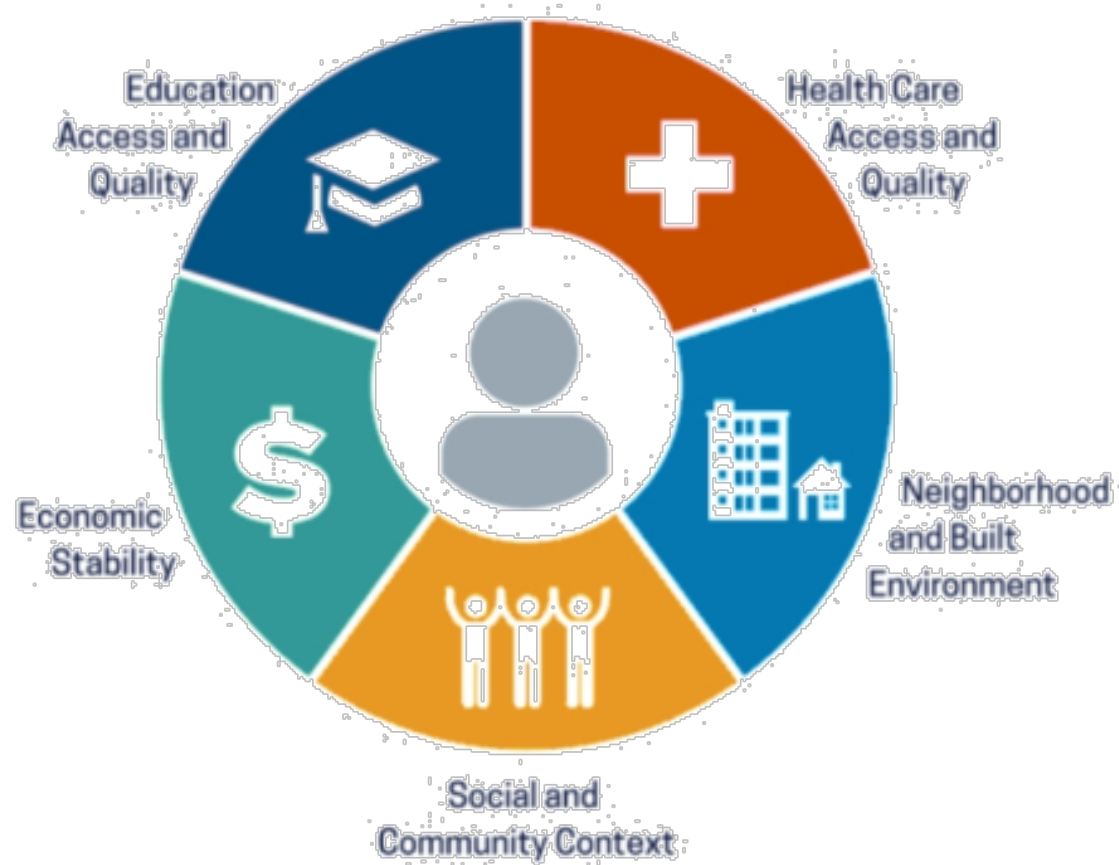 Education
Access and
Quality
Health Care
Access and
Quality
Economic
Stability
Neighborhood
and Built
Environment
Social and
Community Context